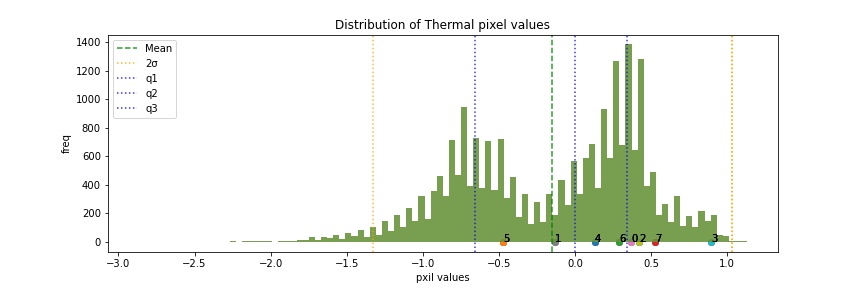 Distribution of Thermal pixel values
Mean
2σ
q1
q2
q3
freq
1400
1200
1000
800
600
400
200
0
5 1 4 6 0 2 7 3
−3.0 −2.5 −2.0 −1.5 −1.0 −0.5 0.0 0.5 1.0
pxil values